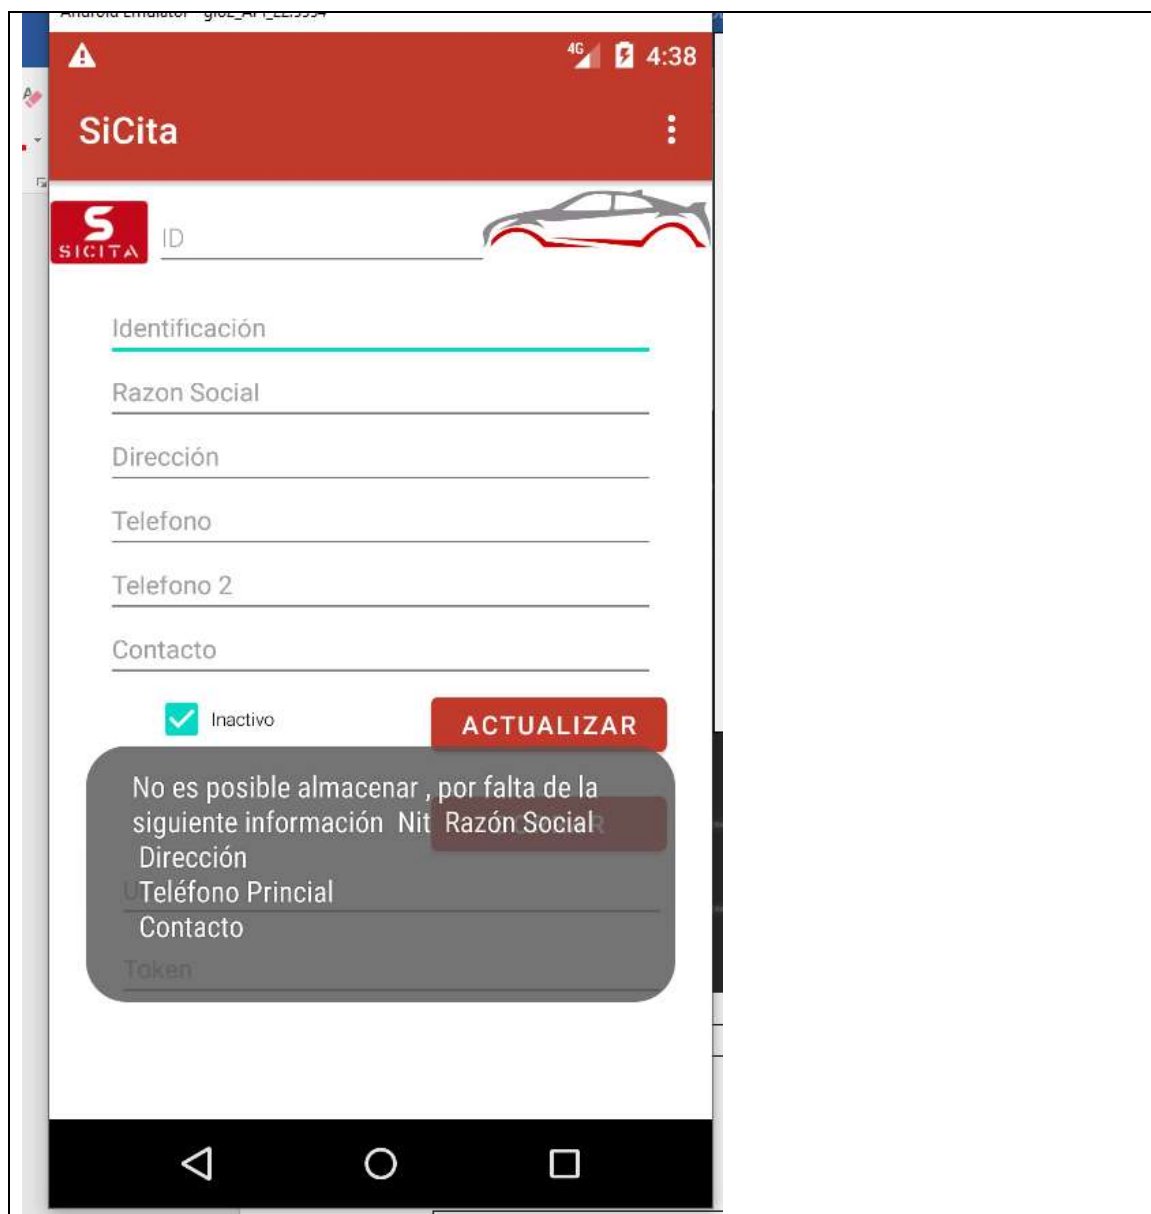 4G 4:38
SiCita
S
SICITA
ID
Identificación
Razon Social
Dirección
Telefono
Telefono 2
Contacto
Inactivo
ACTUALIZAR
No es posible almacenar , por falta de la
siguiente información  Nit  Razón Social
Dirección
Teléfono Princial
Contacto
Token